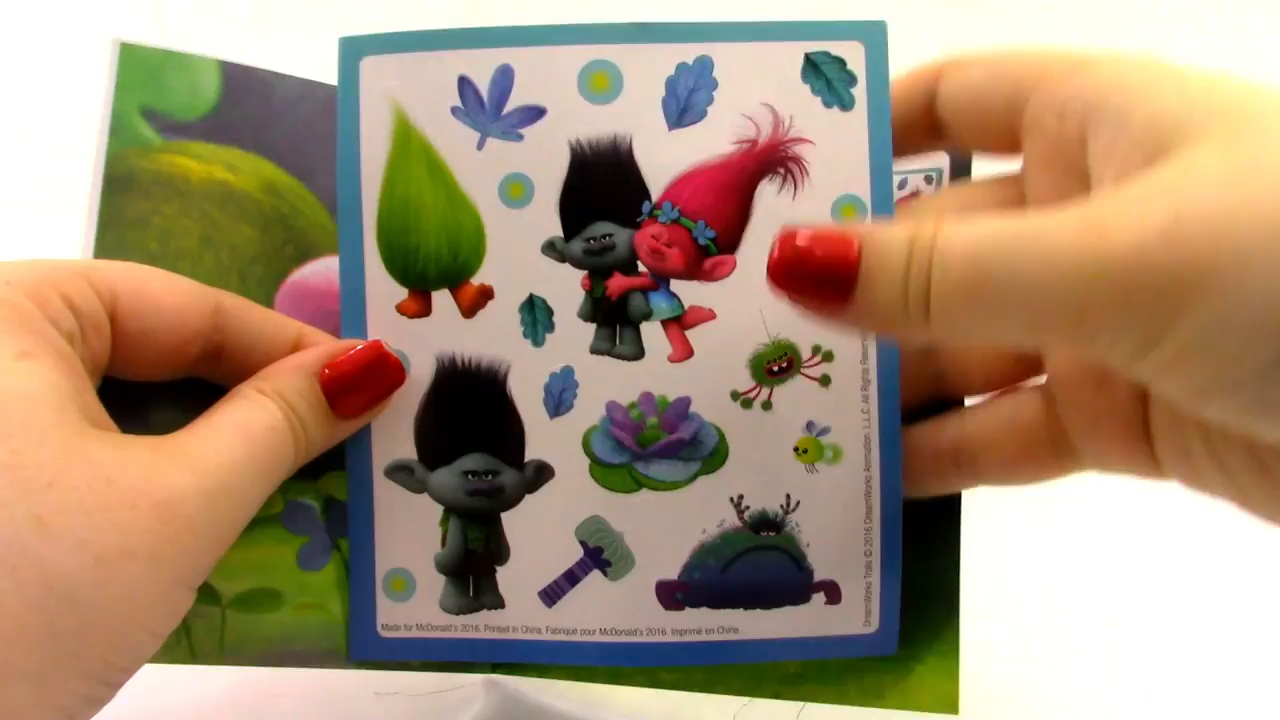 Made for McDonald's 2016. Printed in China. Fabriqué pour McDonald's 2016. Imprimé en Chine.
DreamWorks Trolls © 2016 DreamWorks Animation L.L.C. All Rights Reserved